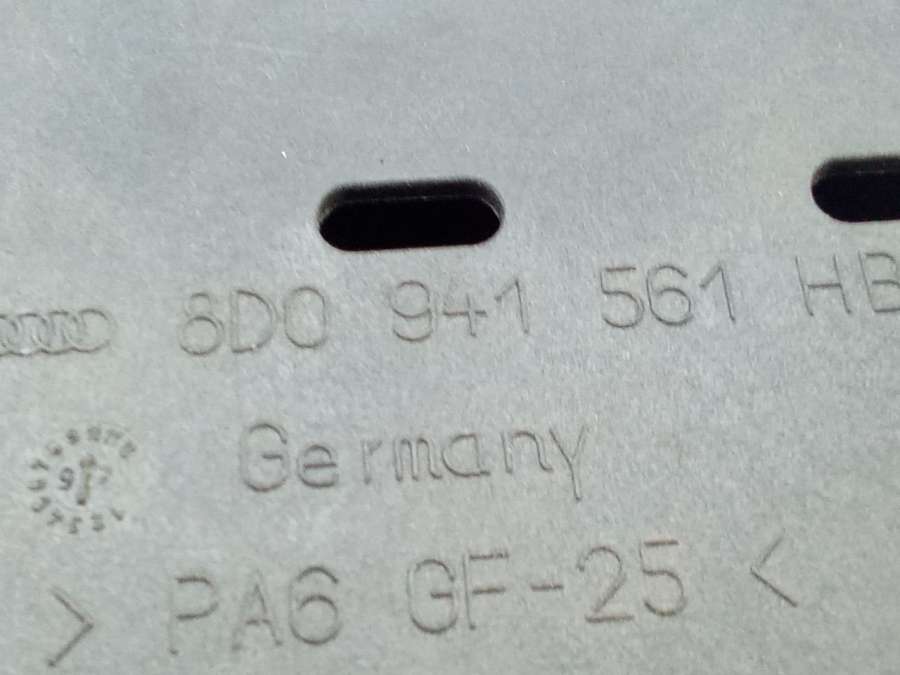 8D0 941 561 HB
Germany
> PA6 GF-25 <